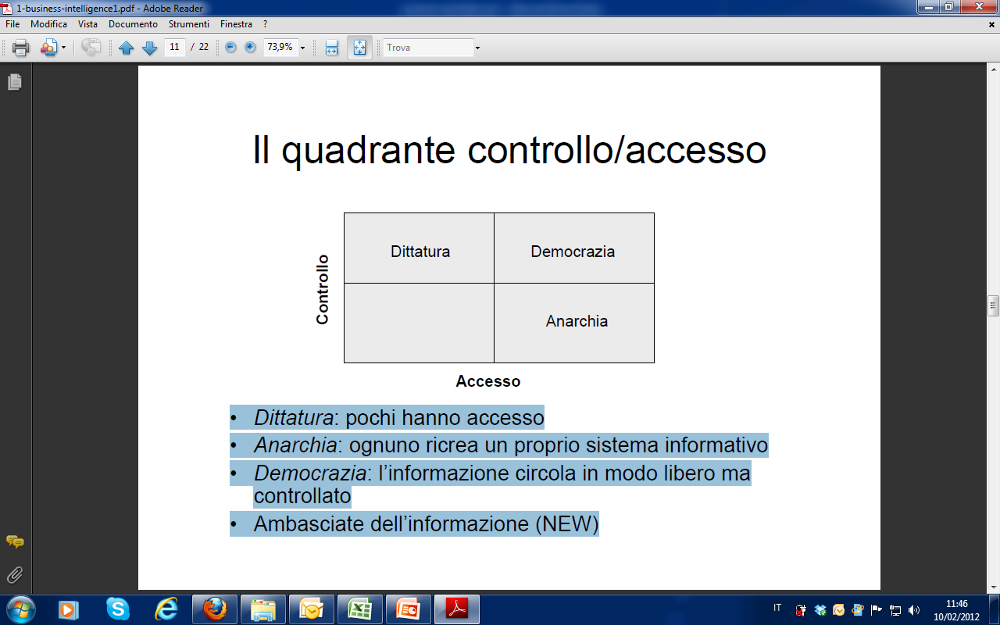 1-business-intelligence1.pdf - Adobe Reader
File Modifica Vista Documento Strumenti Finestra ?
11 / 22 73,9% Trova
Il quadrante controllo/accesso
Dittatura Democrazia
Controllo
Anarchia
Accesso
• Dittatura: pochi hanno accesso
• Anarchia: ognuno ricrea un proprio sistema informativo
• Democrazia: l’informazione circola in modo libero ma
controllato
• Ambasciate dell’informazione (NEW)
IT
11:46
10/02/2012